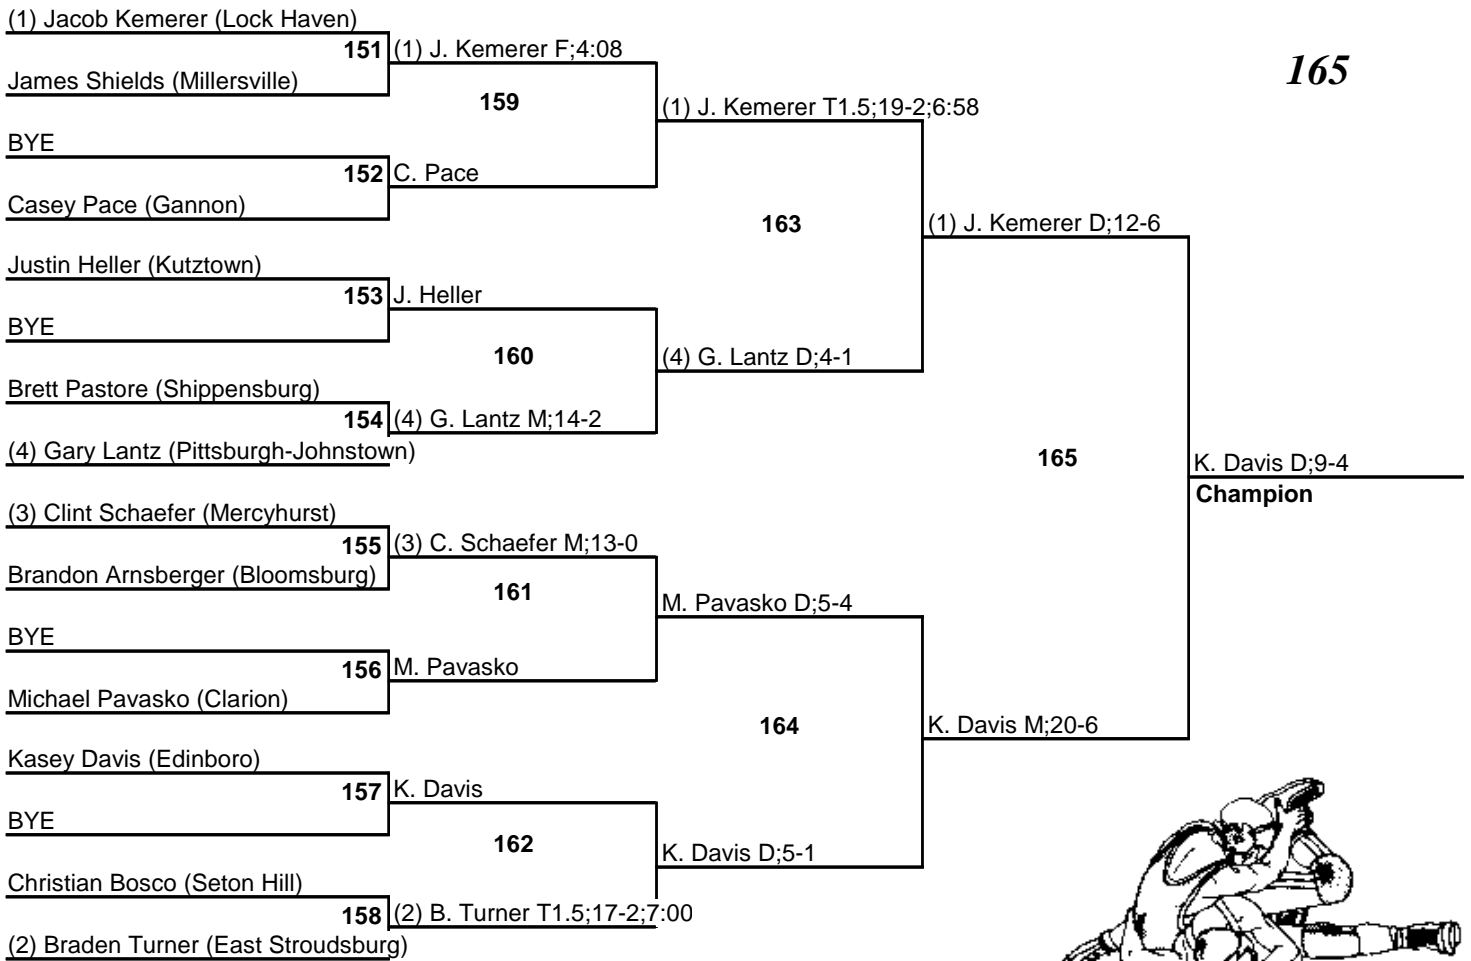 (1) Jacob Kemerer (Lock Haven)
151 (1) J. Kemerer F;4:08
James Shields (Millersville)
165
159
(1) J. Kemerer T1.5;19-2;6:58
BYE
152 C. Pace
Casey Pace (Gannon)
163
(1) J. Kemerer D;12-6
Justin Heller (Kutztown)
153 J. Heller
BYE
160
(4) G. Lantz D;4-1
Brett Pastore (Shippensburg)
154 (4) G. Lantz M;14-2
(4) Gary Lantz (Pittsburgh-Johnstown)
165
K. Davis D;9-4
Champion
(3) Clint Schaefer (Mercyhurst)
155 (3) C. Schaefer M;13-0
Brandon Arnsberger (Bloomsburg)
161
M. Pavasko D;5-4
BYE
156 M. Pavasko
Michael Pavasko (Clarion)
164
K. Davis M;20-6
Kasey Davis (Edinboro)
157 K. Davis
BYE
162
K. Davis D;5-1
Christian Bosco (Seton Hill)
158 (2) B. Turner T1.5;17-2;7:00
(2) Braden Turner (East Stroudsburg)